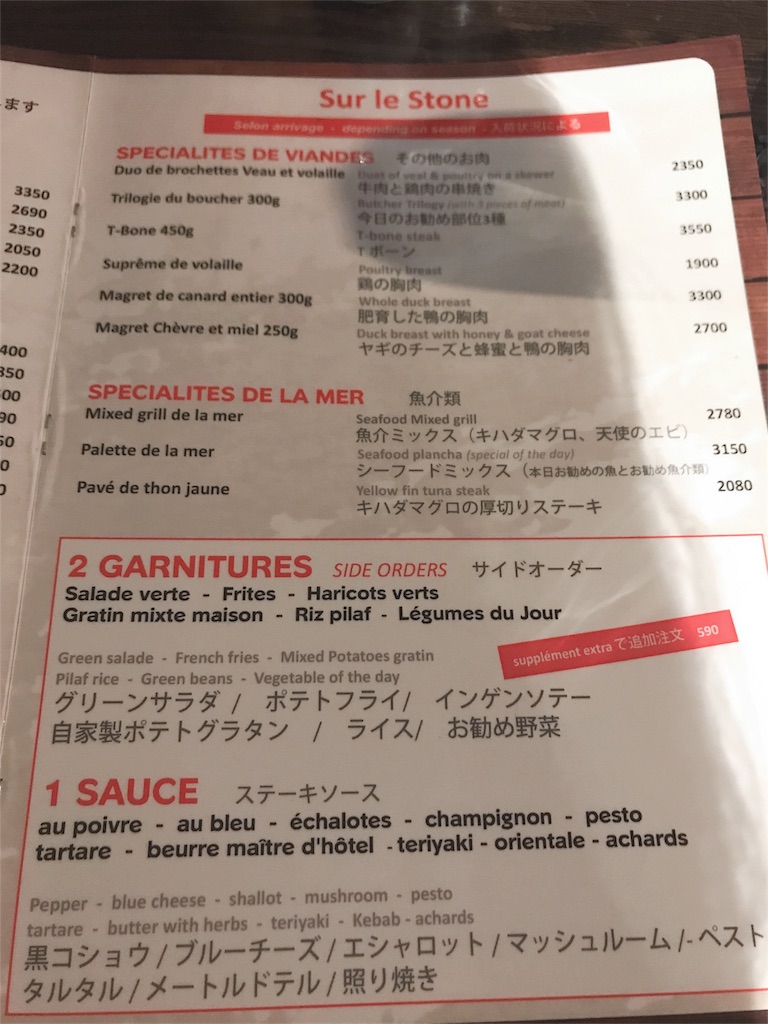 ます
3350
2690
2350
2050
2200
400
350
Sur le Stone
Selon arrivage - depending on season - 入荷状況による
SPECIALITES DE VIANDES その他のお肉
Duo de brochettes Veau et volaille Duet of veal & poultry on a skewer 2350
牛肉と鶏肉の串焼き
Trilogie du boucher 300g Butcher Trilogy (with 3 pieces of meat) 3300
今日のお勧め部位3種
T-Bone 450g T-bone steak 3550
Tボーン
Suprême de volaille Poultry breast 1900
鶏の胸肉
Magret de canard entier 300g Whole duck breast 3300
肥育した鴨の胸肉
Magret Chèvre et miel 250g Duck breast with honey & goat cheese 2700
ヤギのチーズと蜂蜜と鴨の胸肉
SPECIALITES DE LA MER 魚介類
Mixed grill de la mer Seafood Mixed grill 2780
魚介ミックス（キハダマグロ、天使のエビ）
Palette de la mer Seafood plancha (special of the day) 3150
シーフードミックス（本日お勧めの魚とお勧め魚介類）
Pavé de thon jaune Yellow fin tuna steak 2080
キハダマグロの厚切りステーキ
2 GARNITURES SIDE ORDERS サイドオーダー
Salade verte - Frites - Haricots verts
Gratin mixte maison - Riz pilaf - Légumes du Jour
supplément extra で追加注文 590
Green salade - French fries - Mixed Potatoes gratin
Pilaf rice - Green beans - Vegetable of the day
グリーンサラダ / ポテトフライ/ インゲンソテー
自家製ポテトグラタン / ライス/ お勧め野菜
1 SAUCE ステーキソース
au poivre - au bleu - échalotes - champignon - pesto
tartare - beurre maître d'hôtel - teriyaki - orientale - achards
Pepper - blue cheese - shallot - mushroom - pesto
tartare - butter with herbs - teriyaki - Kebab - achards
黒コショウ / ブルーチーズ / エシャロット / マッシュルーム /- ペスト
タルタル / メートルドテル / 照り焼き